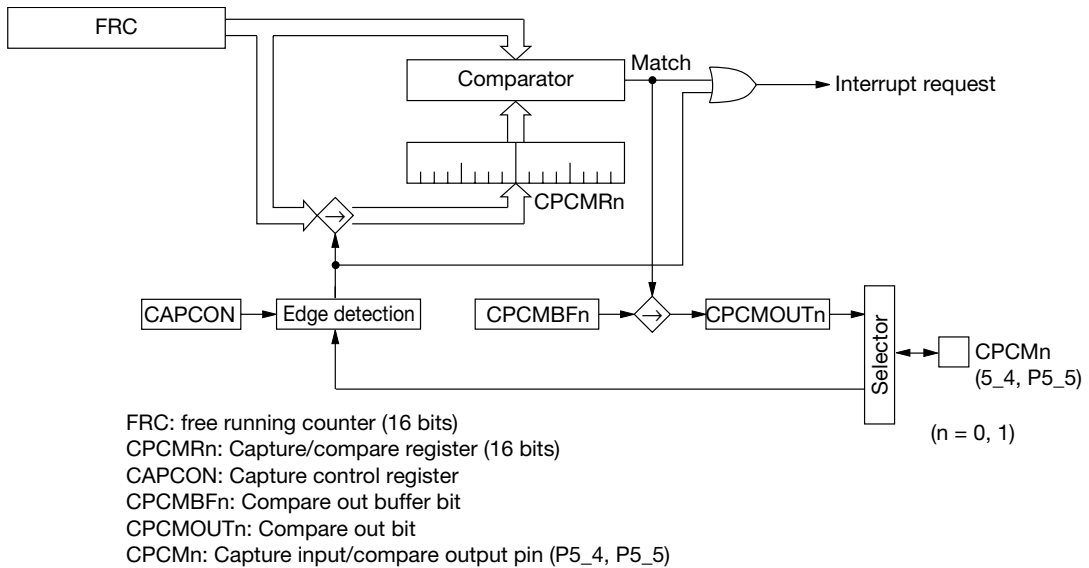 FRC
Match
Comparator
Interrupt request
CPCMRn
CAPCON
Edge detection
CPCMBFn
CPCMOUTn
Selector
CPCMn
(5_4, P5_5)
(n = 0, 1)
FRC: free running counter (16 bits)
CPCMRn: Capture/compare register (16 bits)
CAPCON: Capture control register
CPCMBFn: Compare out buffer bit
CPCMOUTn: Compare out bit
CPCMn: Capture input/compare output pin (P5_4, P5_5)